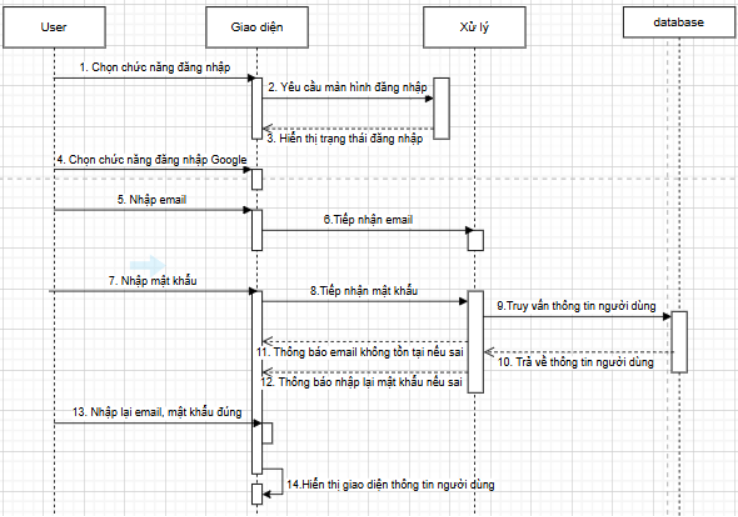 User
Giao diện
Xử lý
database
1. Chọn chức năng đăng nhập
2. Yêu cầu màn hình đăng nhập
3. Hiển thị trạng thái đăng nhập
4. Chọn chức năng đăng nhập Google
5. Nhập email
6.Tiếp nhận email
7. Nhập mật khẩu
8.Tiếp nhận mật khẩu
9.Truy vấn thông tin người dùng
10. Trả về thông tin người dùng
11. Thông báo email không tồn tại nếu sai
12. Thông báo nhập lại mật khẩu nếu sai
13. Nhập lại email, mật khẩu đúng
14.Hiển thị giao diện thông tin người dùng